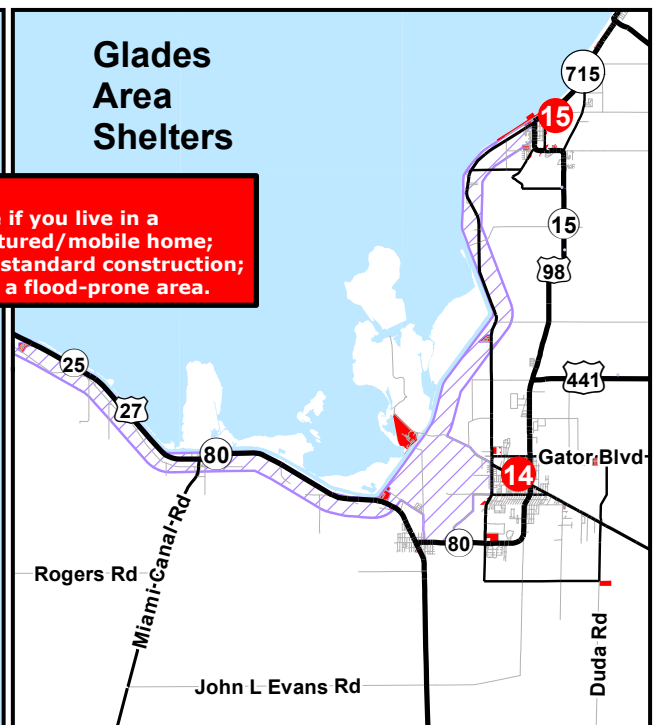 Glades
Area
Shelters
if you live in a
tured/mobile home;
standard construction;
a flood-prone area.
715
15
15
98
441
25
27
80
Gator Blvd
14
80
Rogers Rd
Miami-Canal-Rd
John L Evans Rd
Duda Rd